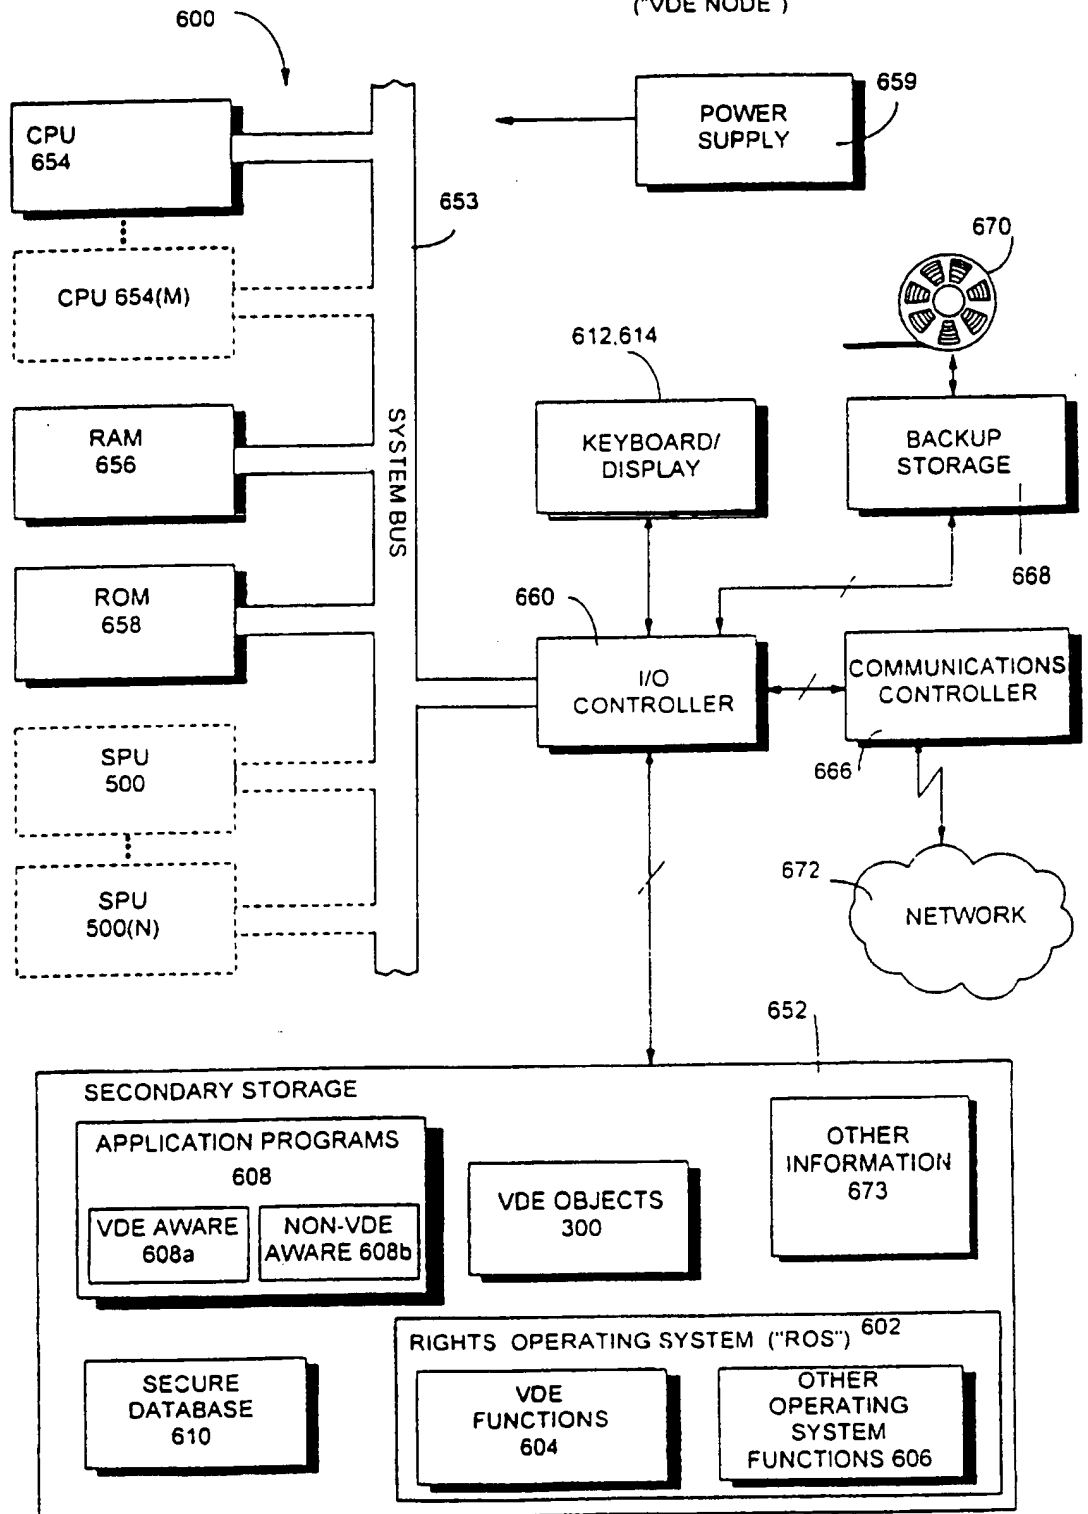 ("VDE NODE")
600
CPU
654
CPU 654(M)
RAM
656
ROM
658
SPU
500
SPU
500(N)
SYSTEM BUS
653
POWER
SUPPLY
659
670
612,614
KEYBOARD/
DISPLAY
BACKUP
STORAGE
668
660
I/O
CONTROLLER
COMMUNICATIONS
CONTROLLER
666
672
NETWORK
652
SECONDARY STORAGE
APPLICATION PROGRAMS
608
VDE AWARE
608a
NON-VDE
AWARE 608b
VDE OBJECTS
300
OTHER
INFORMATION
673
SECURE
DATABASE
610
RIGHTS OPERATING SYSTEM ("ROS") 602
VDE
FUNCTIONS
604
OTHER
OPERATING
SYSTEM
FUNCTIONS 606